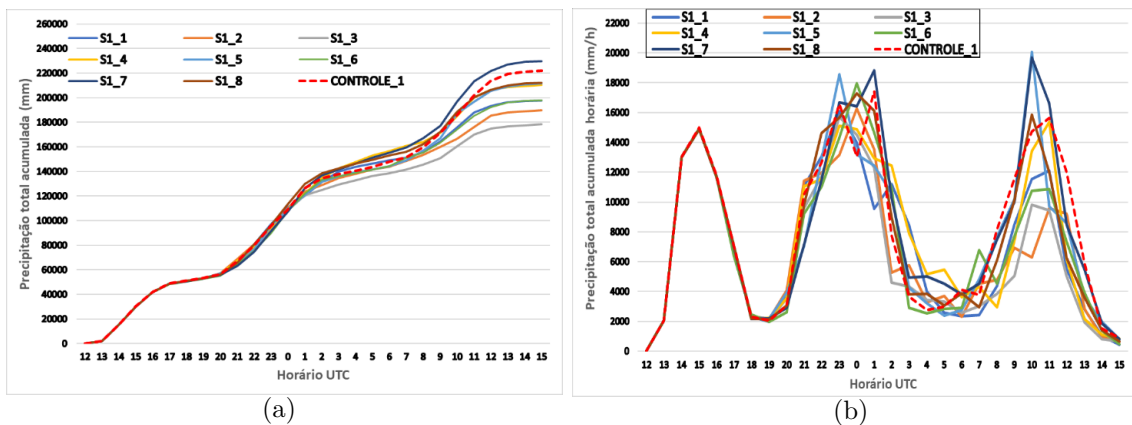 S1_1 S1_2 S1_3
S1_4 S1_5 S1_6
S1_7 S1_8 CONTROLE_1
Precipitação total acumulada (mm)
260000
240000
220000
200000
180000
160000
140000
120000
100000
80000
60000
40000
20000
0
12 13 14 15 16 17 18 19 20 21 22 23 0 1 2 3 4 5 6 7 8 9 10 11 12 13 14 15
Horário UTC
(a)
S1_1 S1_2 S1_3
S1_4 S1_5 S1_6
S1_7 S1_8 CONTROLE_1
Precipitação total acumulada horária (mm/h)
22000
20000
18000
16000
14000
12000
10000
8000
6000
4000
2000
0
12 13 14 15 16 17 18 19 20 21 22 23 0 1 2 3 4 5 6 7 8 9 10 11 12 13 14 15
Horário UTC
(b)